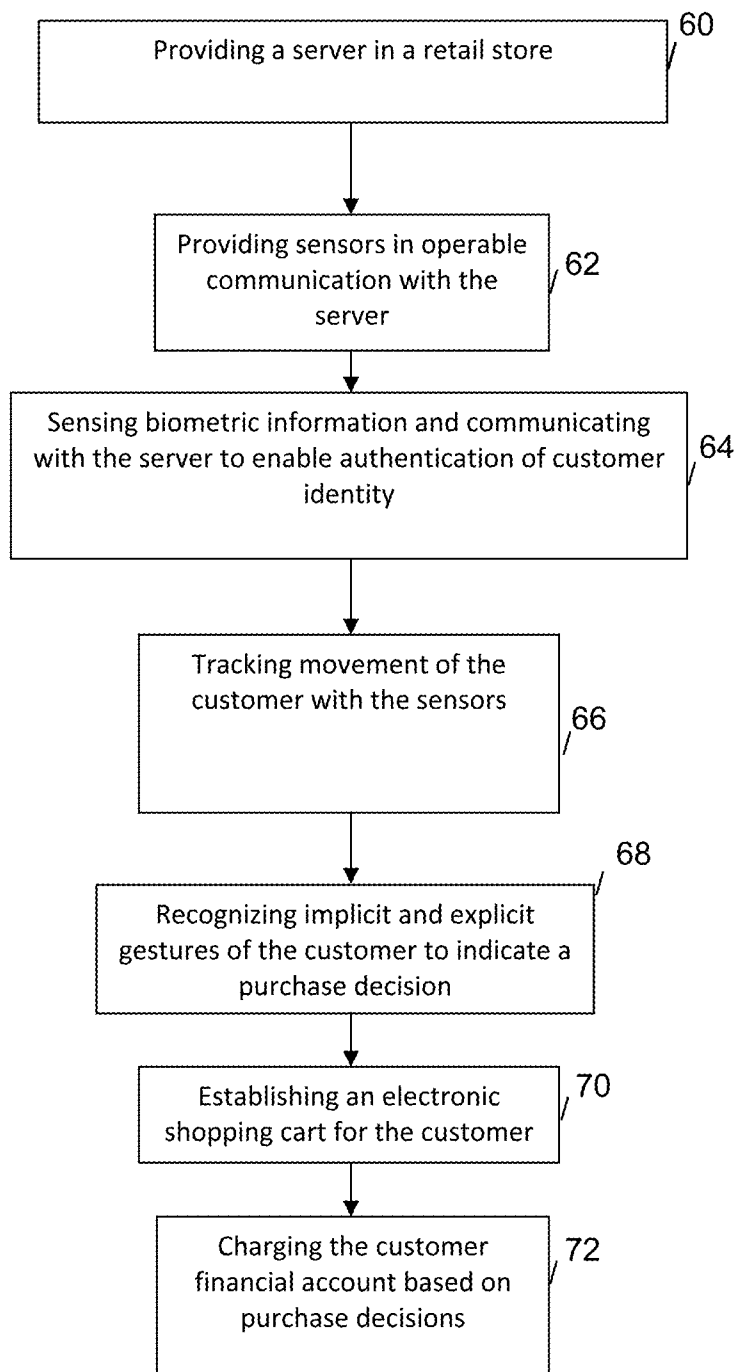 60
Providing a server in a retail store
Providing sensors in operable
communication with the
server
62
Sensing biometric information and communicating
with the server to enable authentication of customer
identity
64
Tracking movement of the
customer with the sensors
66
68
Recognizing implicit and explicit
gestures of the customer to indicate a
purchase decision
Establishing an electronic
shopping cart for the customer
70
Charging the customer
financial account based on
purchase decisions
72